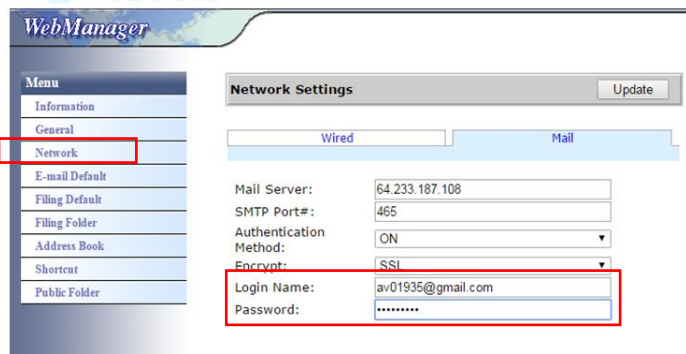 WebManager
Menu
Information
General
Network
E-mail Default
Filing Default
Filing Folder
Address Book
Shortcut
Public Folder
Network Settings
Update
Wired
Mail
Mail Server: 64.233.187.108
SMTP Port#: 465
Authentication
Method: ON
Encrypt: SSL
Login Name: av01935@gmail.com
Password: •••••••••